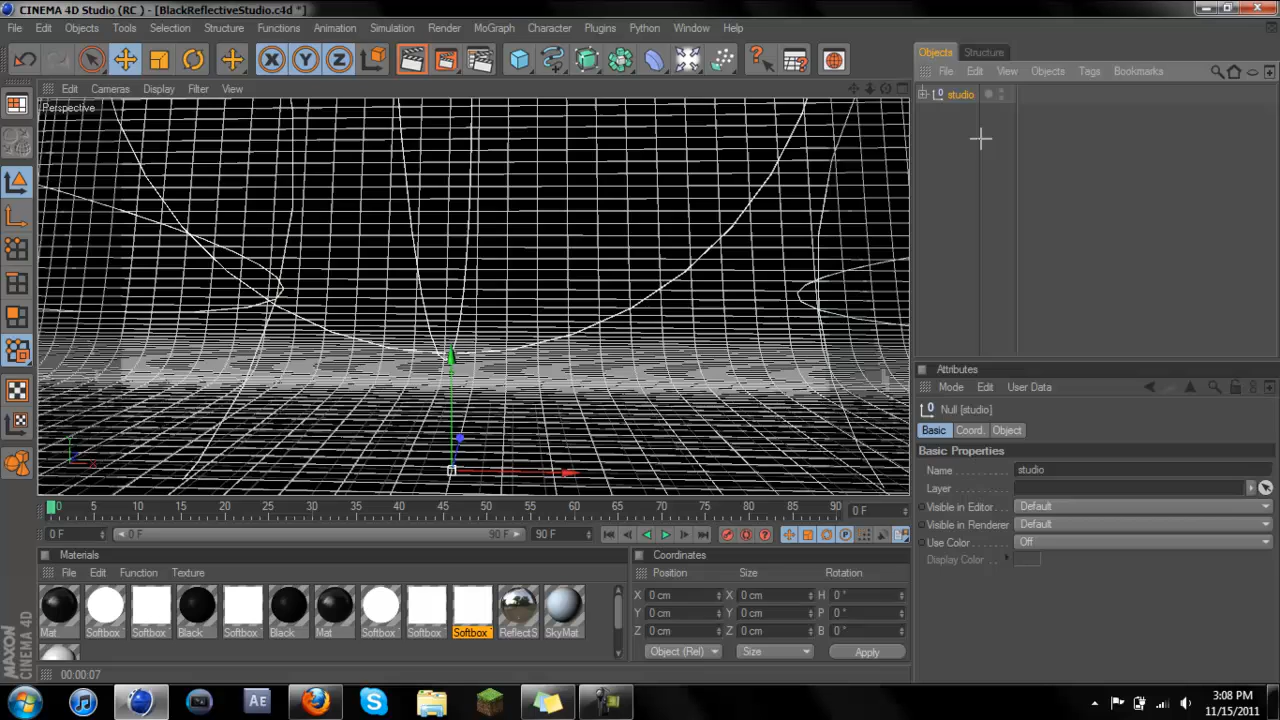 CINEMA 4D Studio (RC ) - [BlackReflectiveStudio.c4d *]
File Edit Objects Tools Selection Structure Functions Animation Simulation Render MoGraph Character Plugins Python Window Help
X Y Z
Objects Structure
File Edit View Objects Tags Bookmarks
Edit Cameras Display Filter View
Perspective
studio
Attributes
Mode Edit User Data
Null [studio]
Basic Coord. Object
Basic Properties
Name studio
Layer
Visible in Editor Default
Visible in Renderer Default
Use Color Off
Display Color
0 5 10 15 20 25 30 35 40 45 50 55 60 65 70 75 80 85 90 0 F
0 F 0 F 90 F 90 F
Materials
File Edit Function Texture
Mat Softbox Softbox Black Softbox Black Mat Softbox Softbox Softbox ReflectS SkyMat
Coordinates
Position Size Rotation
X 0 cm X 0 cm H 0 °
Y 0 cm Y 0 cm P 0 °
Z 0 cm Z 0 cm B 0 °
Object (Rel) Size Apply
00:00:07
MAXON
CINEMA 4D
Ae
3:08 PM
11/15/2011